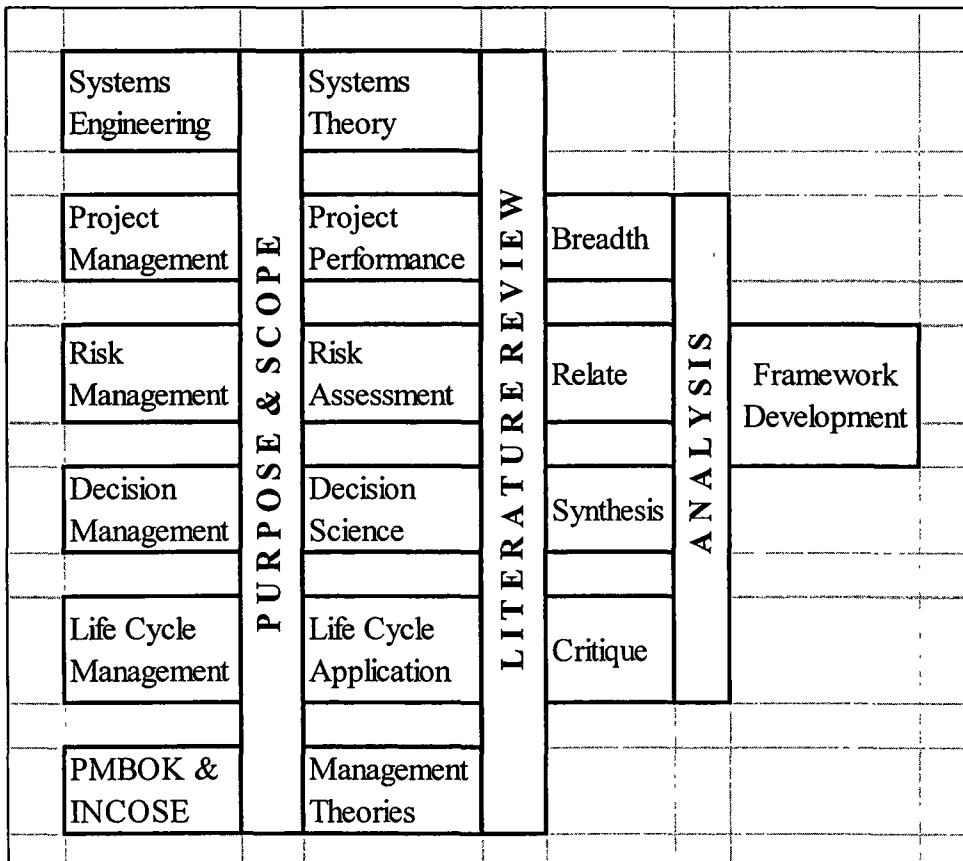 Systems
Engineering
Project
Management
Risk
Management
Decision
Management
Life Cycle
Management
PMBOK &
INCOSE
PURPOSE & SCOPE
Systems
Theory
Project
Performance
Risk
Assessment
Decision
Science
Life Cycle
Application
Management
Theories
LITERATURE REVIEW
Breadth
Relate
Synthesis
Critique
ANALYSIS
Framework
Development